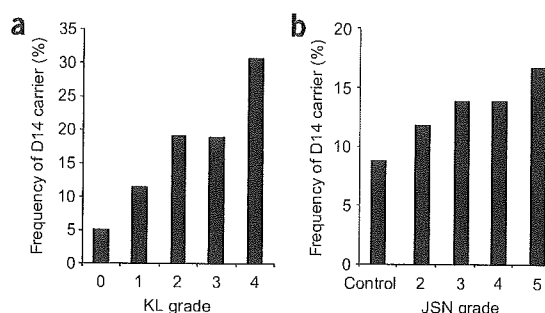 a
Frequency of D14 carrier (%)
35
30
25
20
15
10
5
0
0 1 2 3 4
KL grade
b
Frequency of D14 carrier (%)
20
15
10
5
0
Control 2 3 4 5
JSN grade